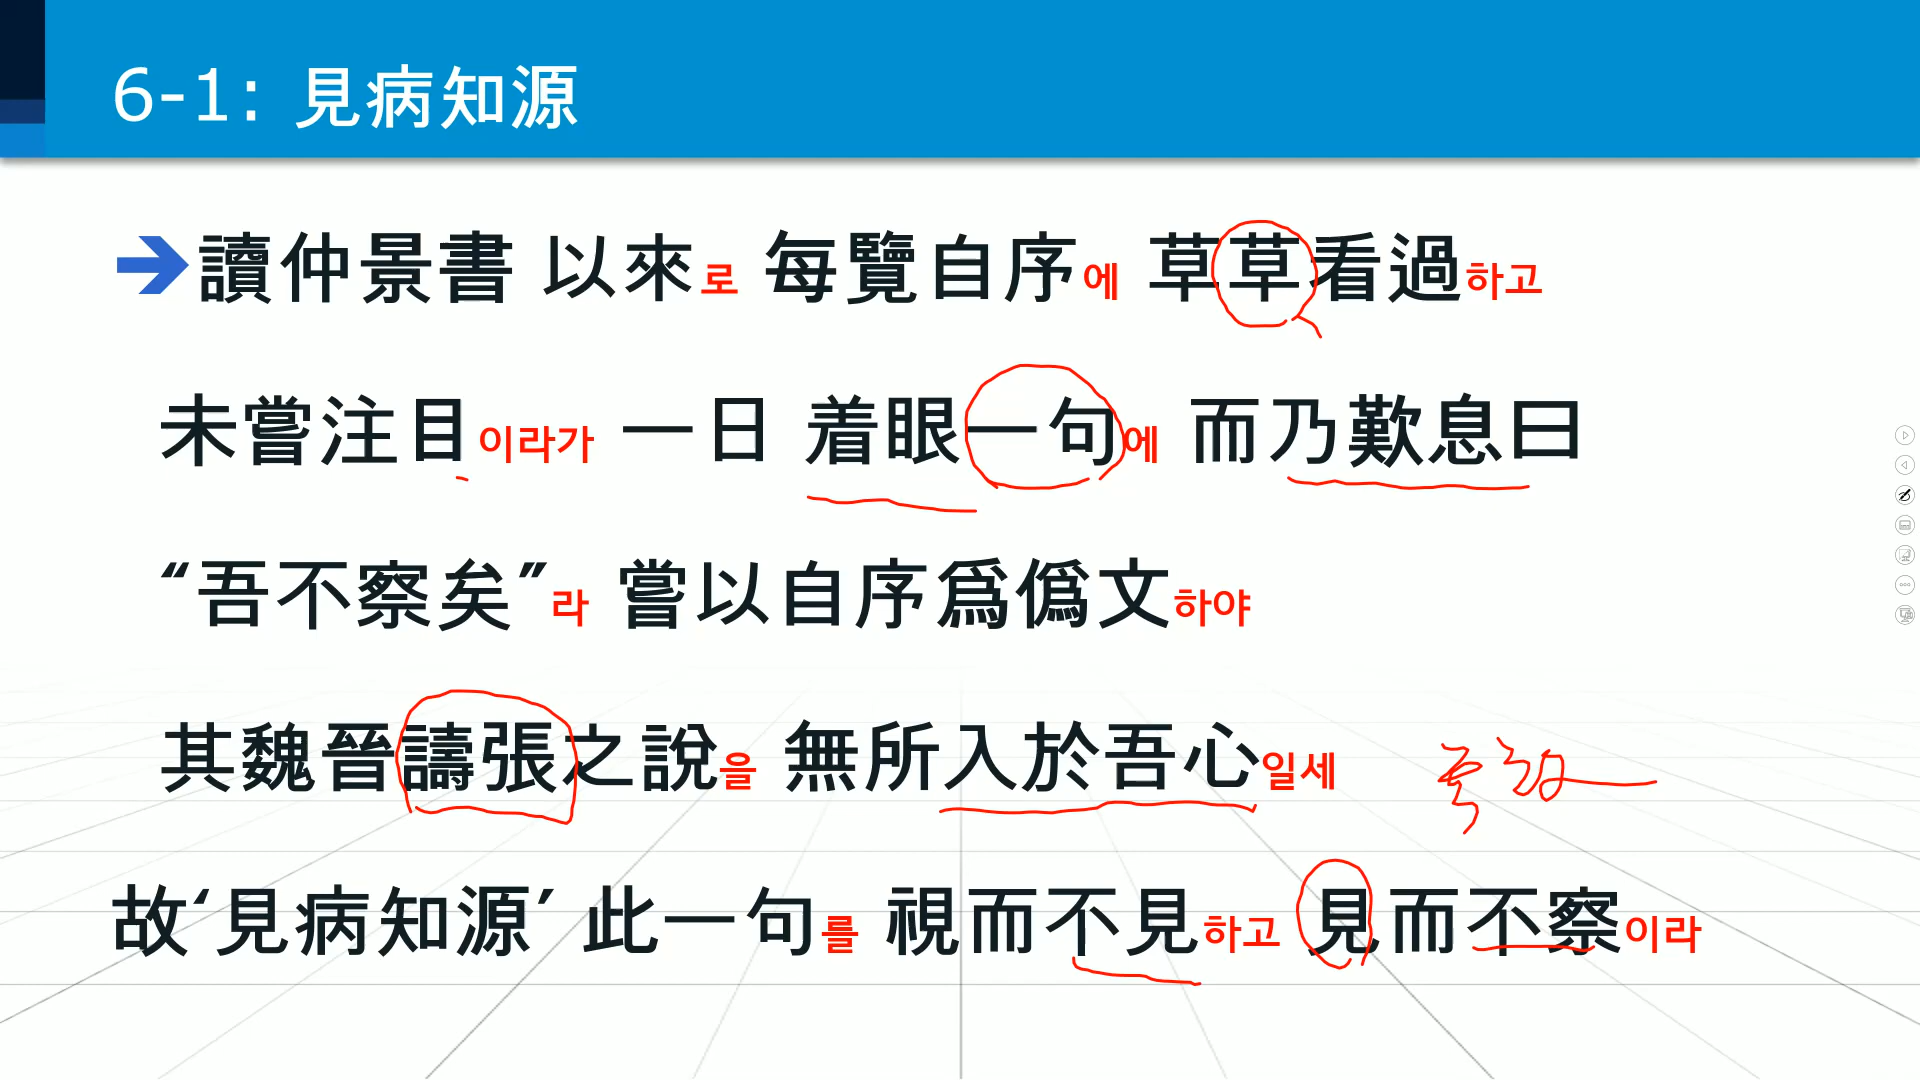 6-1: 見病知源
讀仲景書 以來로 每覽自序에 草草看過하고
未嘗注目이라가 一日 着眼一句에 而乃歎息曰
“吾不察矣”라 嘗以自序爲僞文하야
其魏晉譸張之說을 無所入於吾心일세
故‘見病知源’ 此一句를 視而不見하고 見而不察이라